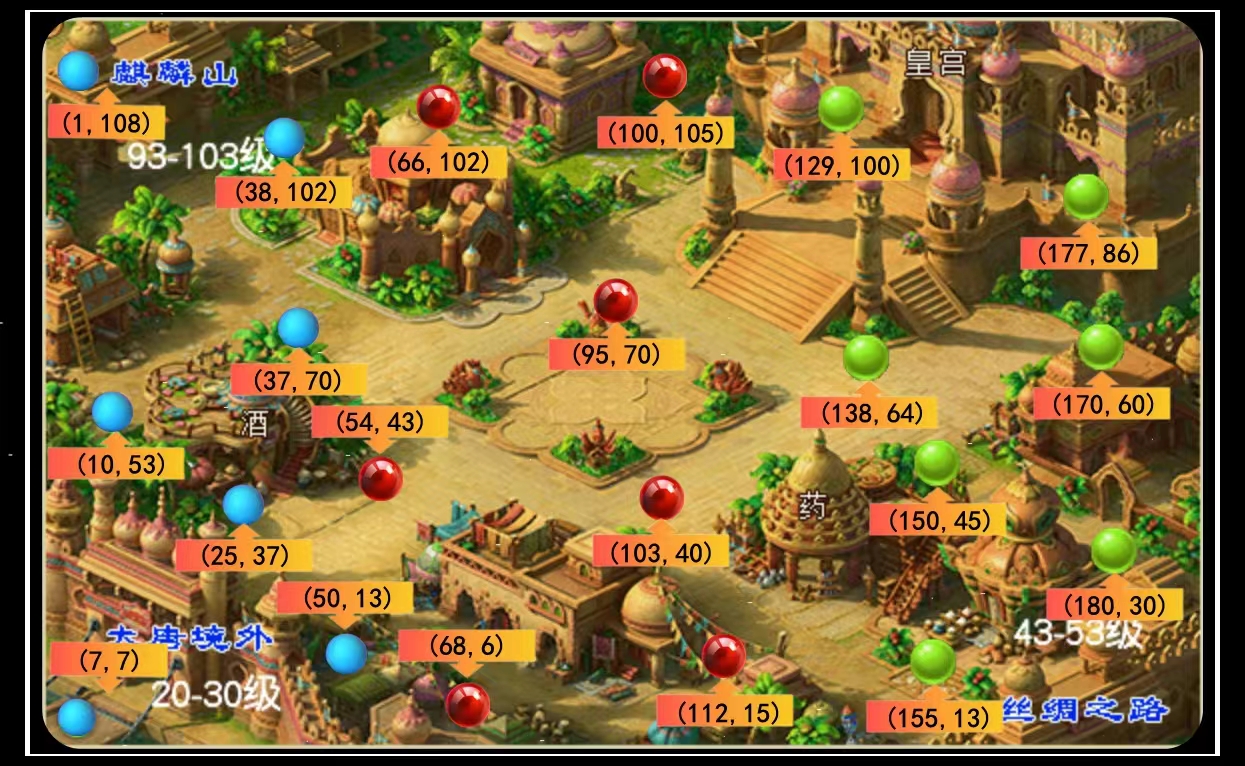 皇宫
麒麟山
(1, 108)
(100, 105)
93-103级
(66, 102)
(129, 100)
(38, 102)
(177, 86)
(95, 70)
(37, 70)
(170, 60)
(138, 64)
(54, 43)
酒
(10, 53)
药
(150, 45)
(25, 37)
(103, 40)
(50, 13)
(180, 30)
大唐境外
43-53级
(68, 6)
(7, 7)
20-30级
(112, 15)
(155, 13)
丝绸之路